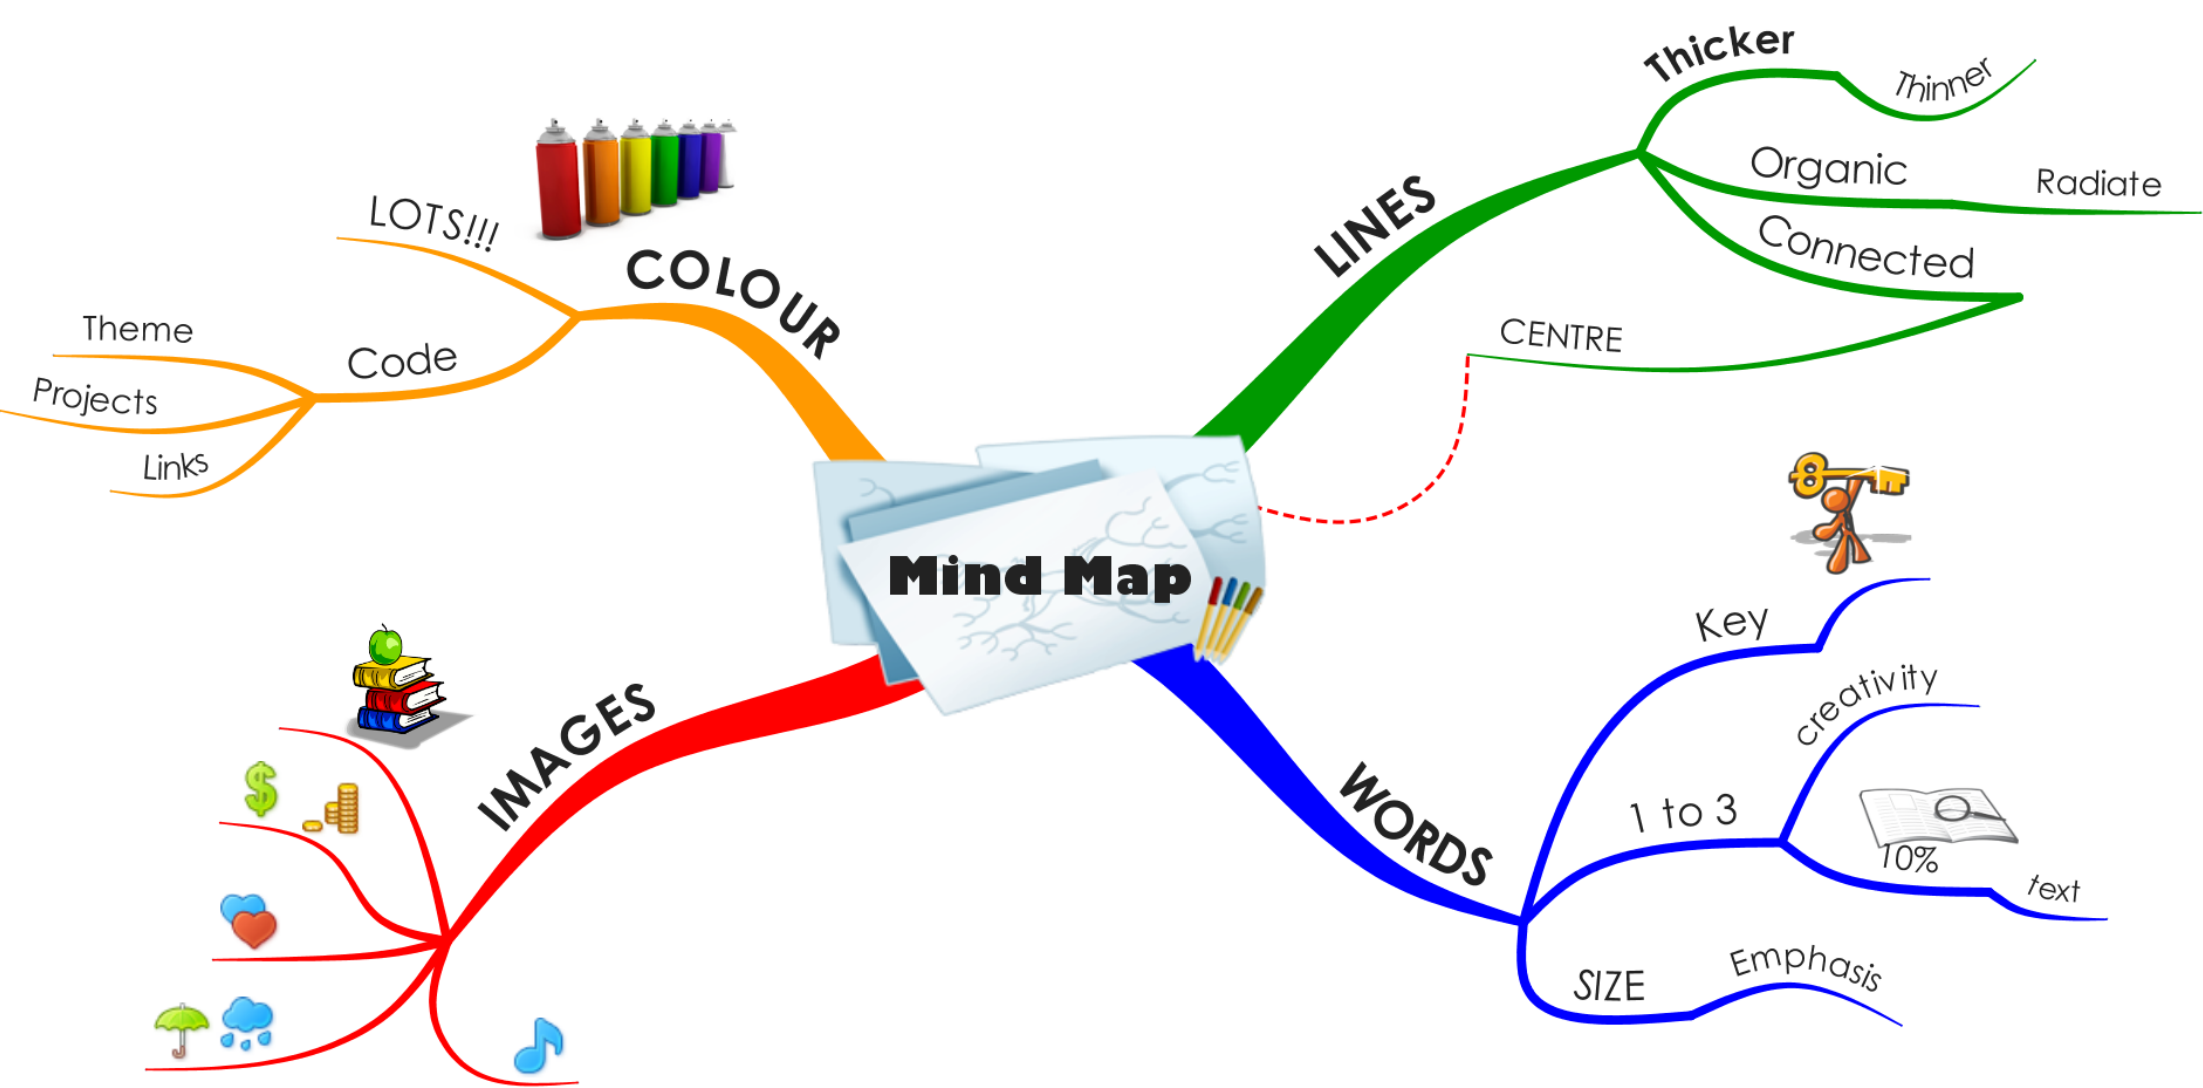 Mind Map
LINES
Thicker
Thinner
Organic
Radiate
Connected
CENTRE
WORDS
Key
1 to 3
creativity
10%
text
SIZE
Emphasis
IMAGES
$
COLOUR
LOTS!!!
Code
Theme
Projects
Links